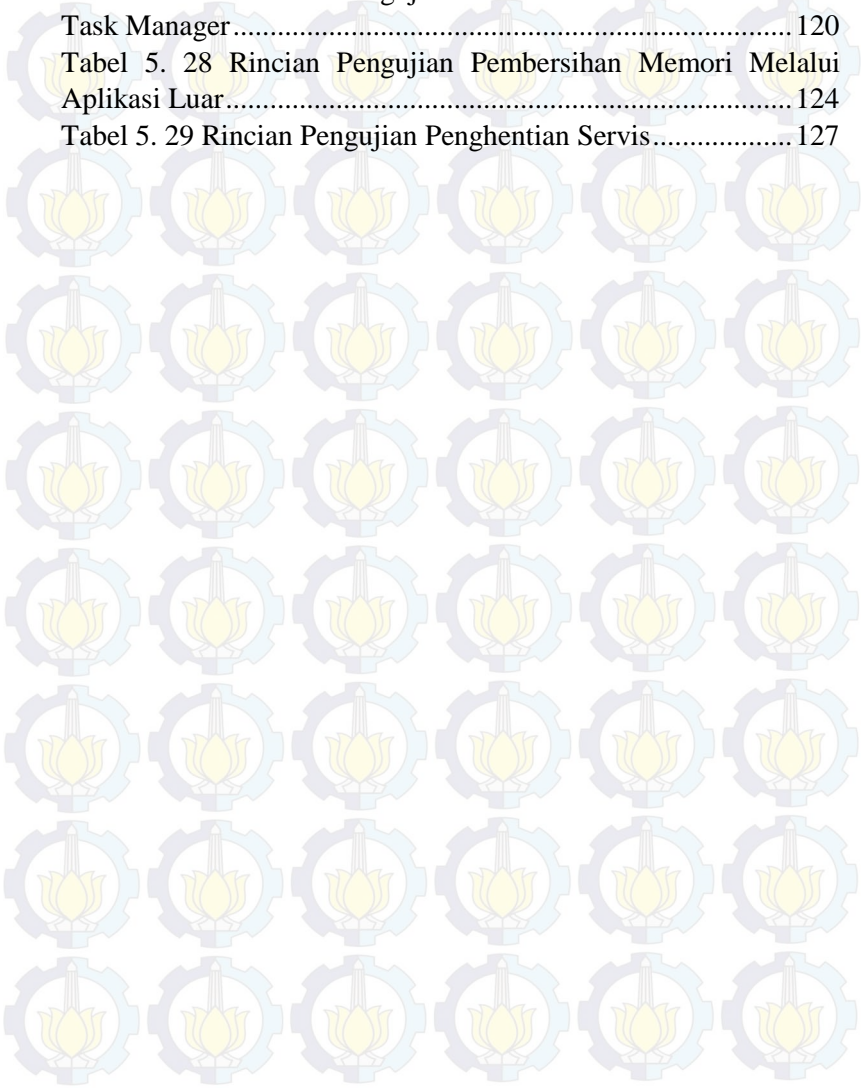 Task Manager.......................................................................120
Tabel 5. 28 Rincian Pengujian Pembersihan Memori Melalui
Aplikasi Luar........................................................................124
Tabel 5. 29 Rincian Pengujian Penghentian Servis..................127